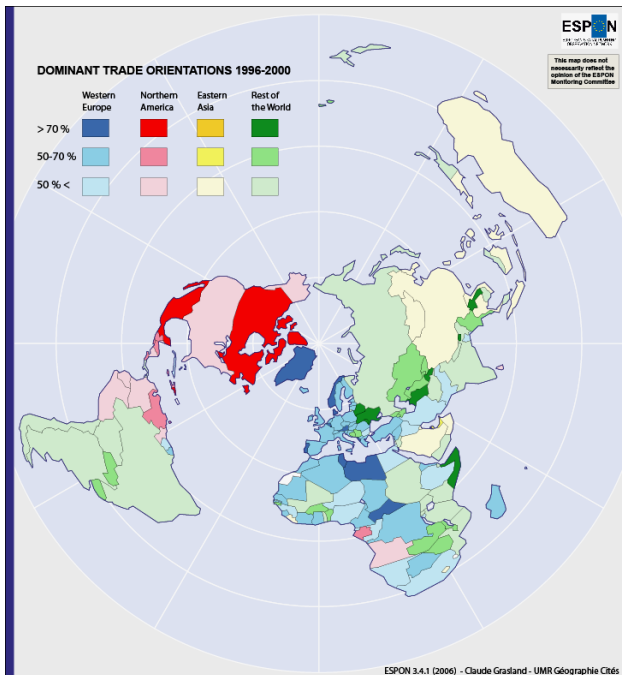 ESPON
This map does not
necessarily reflect the
opinion of the ESPON
Monitoring Committee
DOMINANT TRADE ORIENTATIONS 1996-2000
Western Europe
Northern America
Eastern Asia
Rest of the World
> 70 %
50-70 %
50 % <
ESPON 3.4.1 (2006) - Claude Grasland - UMR Géographie Cités